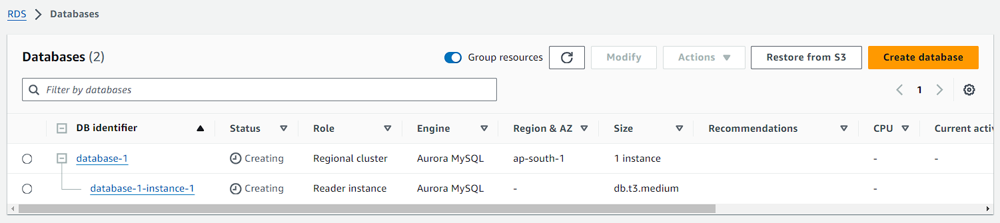 RDS > Databases
Databases (2) Group resources Modify Actions Restore from S3 Create database
Filter by databases 1
DB identifier Status Role Engine Region & AZ Size Recommendations CPU Current activ
database-1 Creating Regional cluster Aurora MySQL ap-south-1 1 instance - -
database-1-instance-1 Creating Reader instance Aurora MySQL - db.t3.medium -